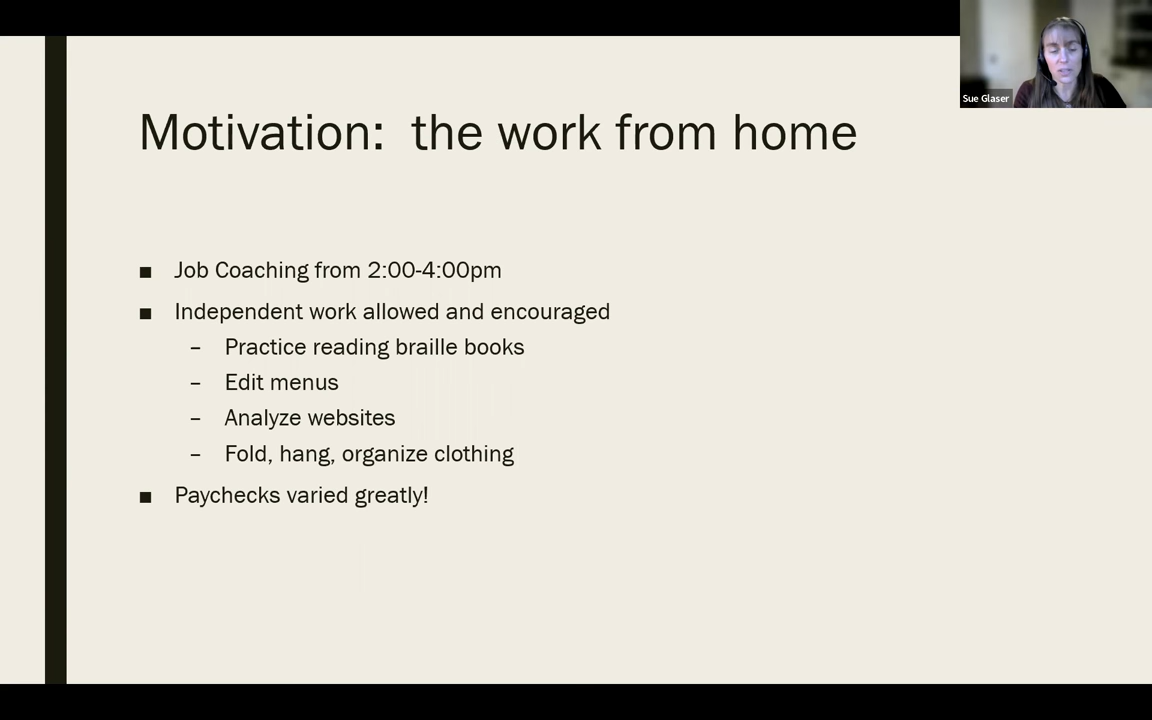 Sue Glaser
Motivation:  the work from home
■ Job Coaching from 2:00-4:00pm
■ Independent work allowed and encouraged
– Practice reading braille books
– Edit menus
– Analyze websites
– Fold, hang, organize clothing
■ Paychecks varied greatly!